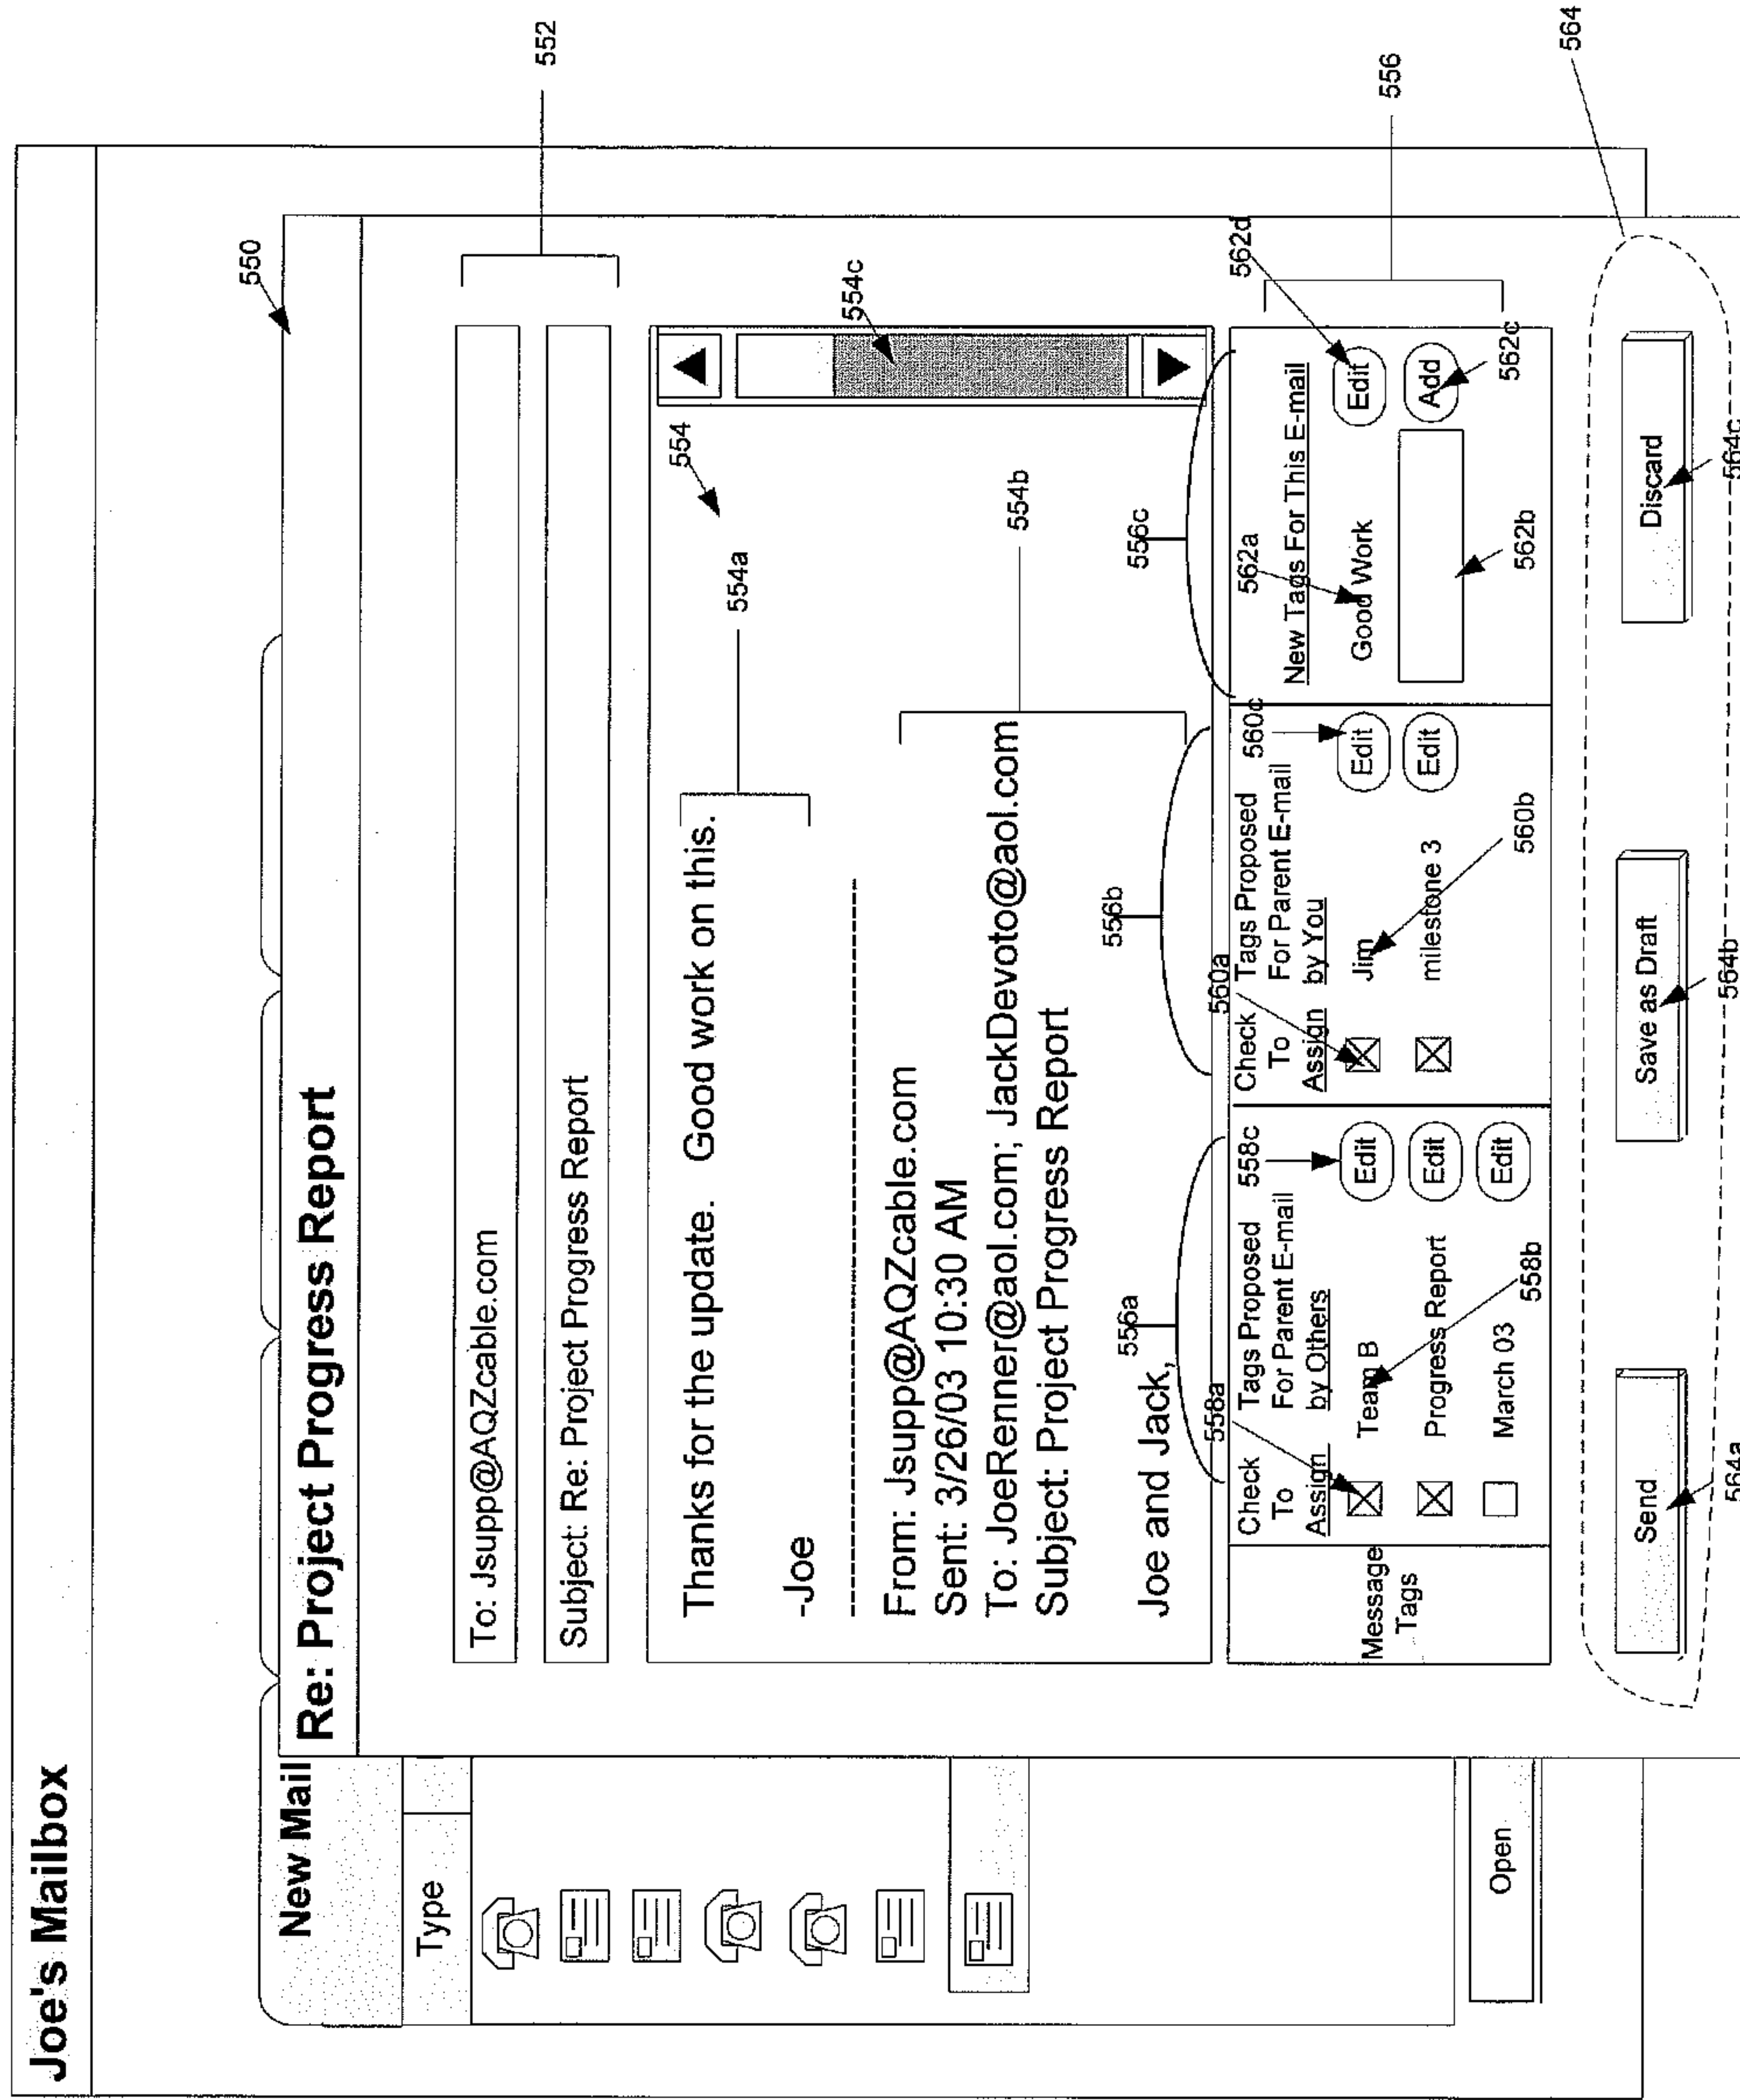 Joe's Mailbox
New Mail
Type
Open
550
Re: Project Progress Report
To: Jsupp@AQZcable.com
Subject: Re: Project Progress Report
552
554
554a
Thanks for the update. Good work on this.
-Joe
554c
554b
From: Jsupp@AQZcable.com
Sent: 3/26/03 10:30 AM
To: JoeRenner@aol.com; JackDevoto@aol.com
Subject: Project Progress Report
Joe and Jack,
556a
556b
556c
556
Message
Tags
558a
558c
Check
To
Assign
Tags Proposed
For Parent E-mail
by Others
Team B
Edit
Progress Report
Edit
March 03
Edit
558b
560a
560c
Check
To
Assign
Tags Proposed
For Parent E-mail
by You
Jim
Edit
milestone 3
Edit
560b
562a
562d
New Tags For This E-mail
Good Work
Edit
Add
562b
562c
564
Send
Save as Draft
Discard
564a
564b
564c